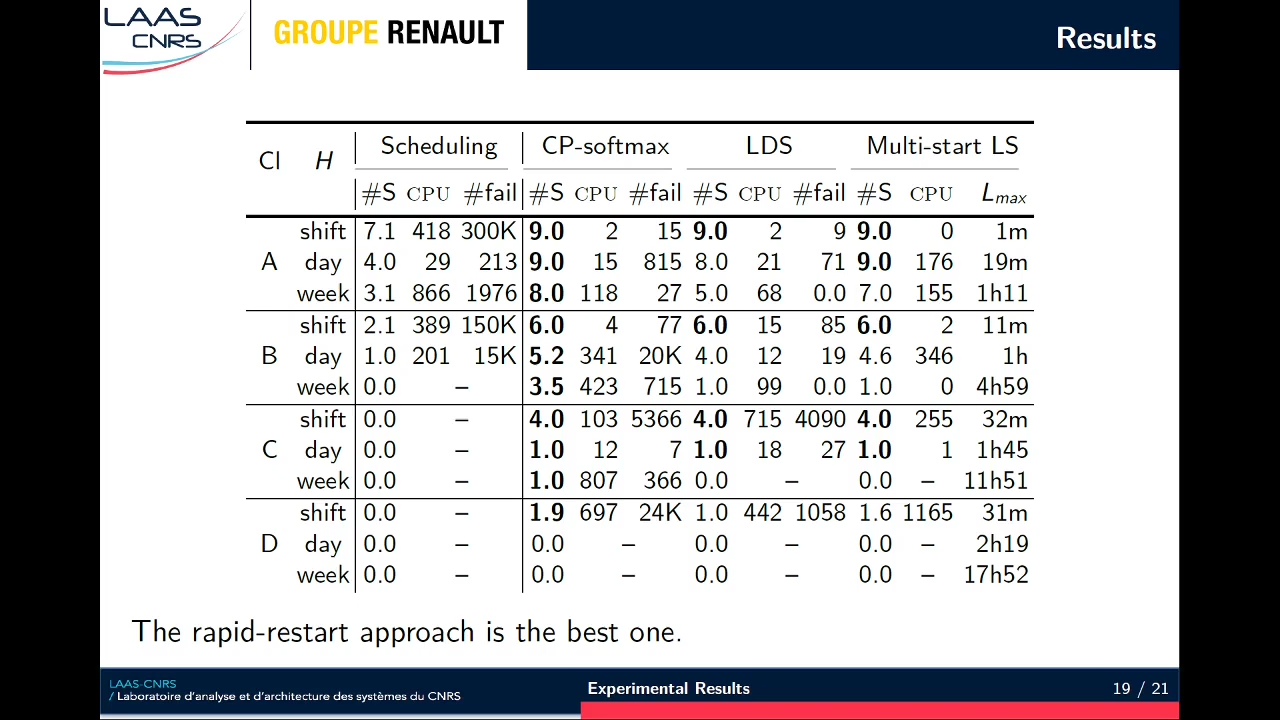 LAAS
CNRS
GROUPE RENAULT
Results
CI H Scheduling CP-softmax LDS Multi-start LS
#S CPU #fail #S CPU #fail #S CPU #fail #S CPU Lmax
shift 7.1 418 300K 9.0 2 15 9.0 2 9 9.0 0 1m
A day 4.0 29 213 9.0 15 815 8.0 21 71 9.0 176 19m
week 3.1 866 1976 8.0 118 27 5.0 68 0.0 7.0 155 1h11
shift 2.1 389 150K 6.0 4 77 6.0 15 85 6.0 2 11m
B day 1.0 201 15K 5.2 341 20K 4.0 12 19 4.6 346 1h
week 0.0 – 3.5 423 715 1.0 99 0.0 1.0 0 4h59
shift 0.0 – 4.0 103 5366 4.0 715 4090 4.0 255 32m
C day 0.0 – 1.0 12 7 1.0 18 27 1.0 1 1h45
week 0.0 – 1.0 807 366 0.0 – 0.0 – 11h51
shift 0.0 – 1.9 697 24K 1.0 442 1058 1.6 1165 31m
D day 0.0 – 0.0 – 0.0 – 0.0 – 2h19
week 0.0 – 0.0 – 0.0 – 0.0 – 17h52
The rapid-restart approach is the best one.
LAAS-CNRS
/ Laboratoire d'analyse et d'architecture des systèmes du CNRS
Experimental Results
19 / 21